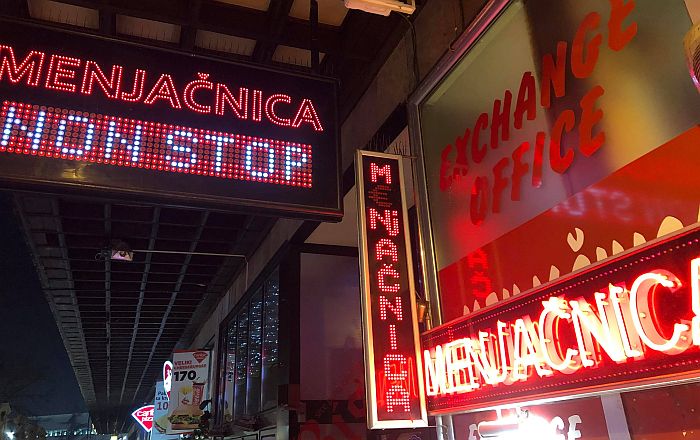 MENJAČNICA
NON STOP
MENJAČNICA
EXCHANGE
OFFICE
MENJAČNICA
VELIKI
170